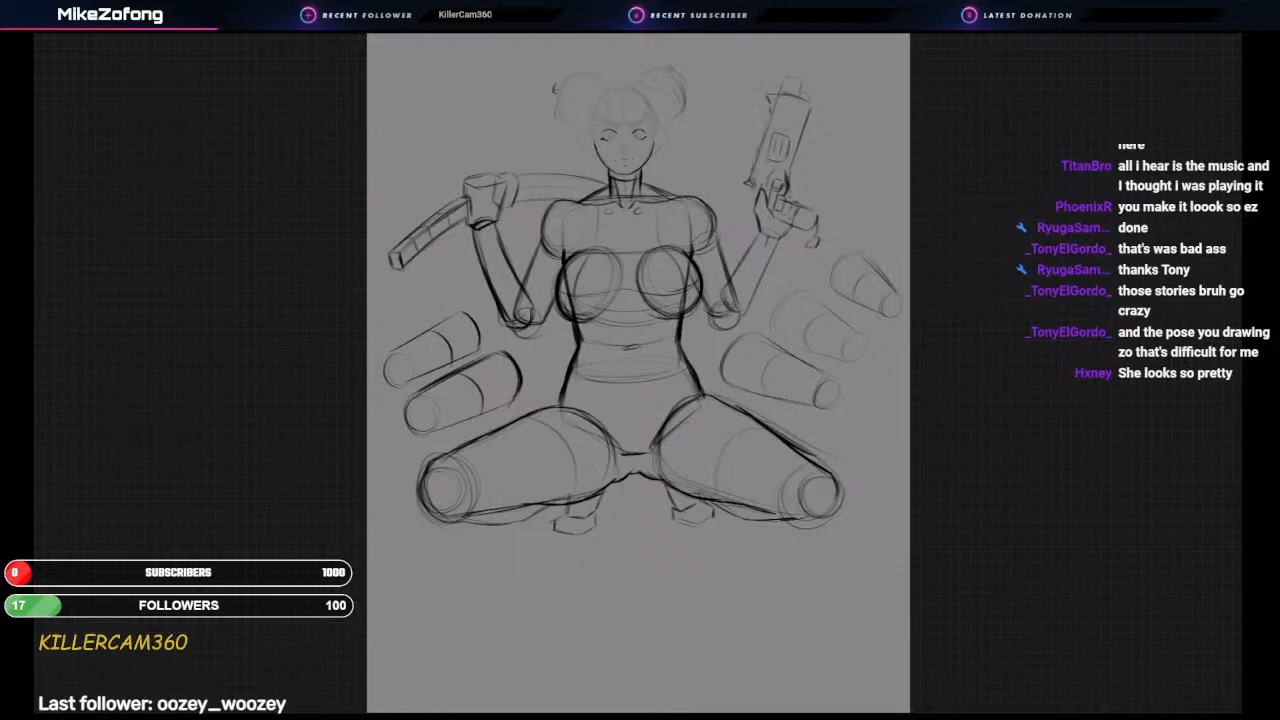 MikeZofong
RECENT FOLLOWER
KillerCam360
RECENT SUBSCRIBER
LATEST DONATION
here
TitanBro all i hear is the music and
I thought i was playing it
PhoenixR you make it loook so ez
RyugaSam... done
_TonyElGordo_ that's was bad ass
RyugaSam... thanks Tony
_TonyElGordo_ those stories bruh go
crazy
_TonyElGordo_ and the pose you drawing
zo that's difficult for me
Hxney She looks so pretty
0 SUBSCRIBERS 1000
17 FOLLOWERS 100
KILLERCAM360
Last follower: oozey_woozey